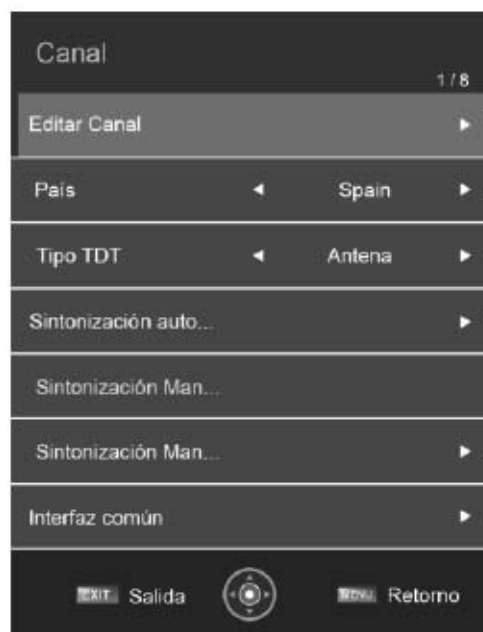 Canal
1 / 8
Editar Canal
País Spain
Tipo TDT Antena
Sintonización auto...
Sintonización Man...
Sintonización Man...
Interfaz común
EXIT Salida MENU Retorno